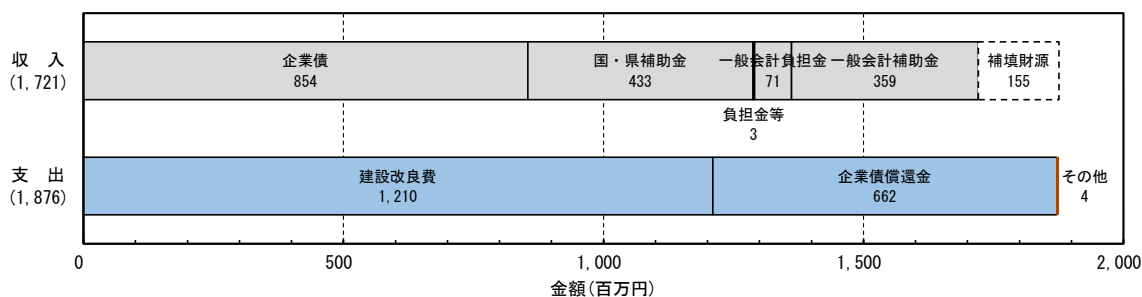 収　入
(1,721)
企業債
854
国・県補助金
433
一般会計負担金
71
一般会計補助金
359
補填財源
155
負担金等
3
支　出
(1,876)
建設改良費
1,210
企業債償還金
662
その他
4
0
500
1,000
1,500
2,000
金額(百万円)